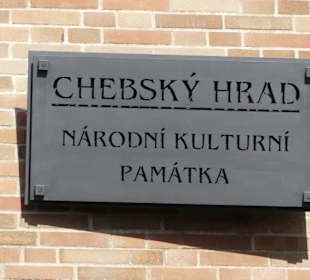 CHEBSKÝ HRAD
NÁRODNÍ KULTURNÍ
PAMÁTKA